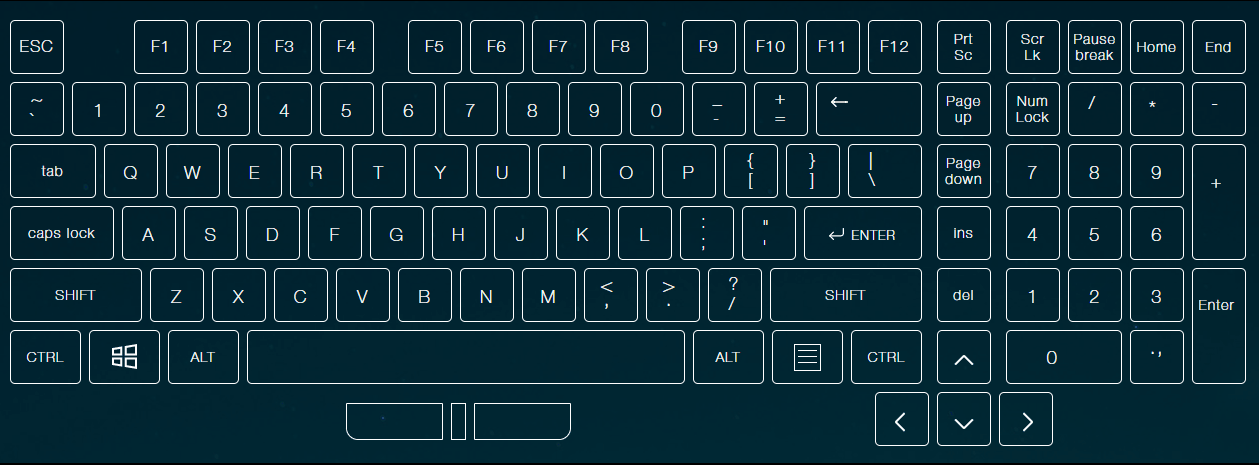 ESC F1 F2 F3 F4 F5 F6 F7 F8 F9 F10 F11 F12 Prt Sc Scr Lk Pause break Home End
~ ` 1 2 3 4 5 6 7 8 9 0 _ - + = ← Page up Num Lock / * -
tab Q W E R T Y U I O P { [ } ] | \ Page down 7 8 9 +
caps lock A S D F G H J K L : ; " ' ↵ ENTER ins 4 5 6
SHIFT Z X C V B N M < , > . ? / SHIFT del 1 2 3 Enter
CTRL ALT ALT CTRL 0 .,